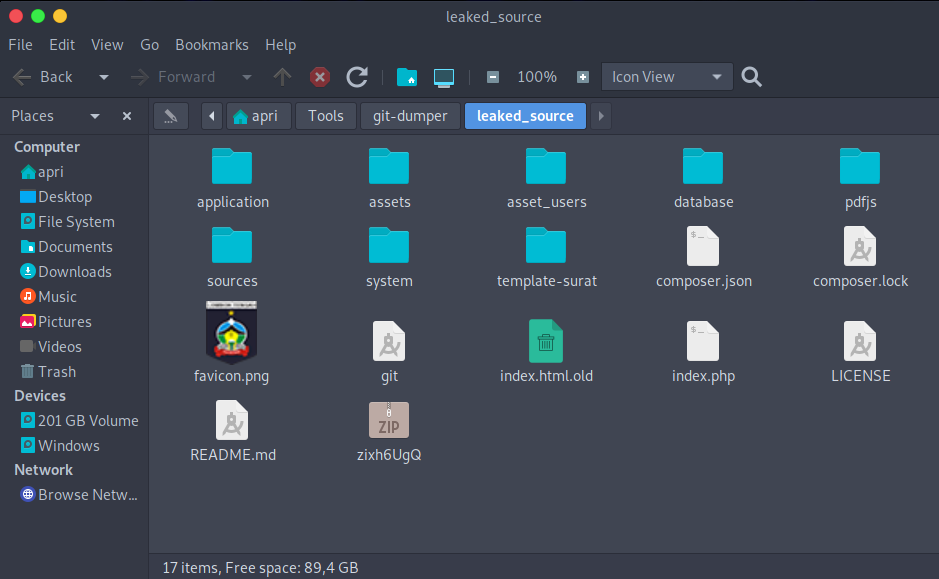 leaked_source
File Edit View Go Bookmarks Help
Back Forward 100% Icon View
Places apri Tools git-dumper leaked_source
Computer
apri
Desktop
File System
Documents
Downloads
Music
Pictures
Videos
Trash
Devices
201 GB Volume
Windows
Network
Browse Netw...
application assets asset_users database pdfjs
$_
sources system template-surat composer.json composer.lock
$_
favicon.png git index.html.old index.php LICENSE
ZIP
README.md zixh6UgQ
17 items, Free space: 89,4 GB